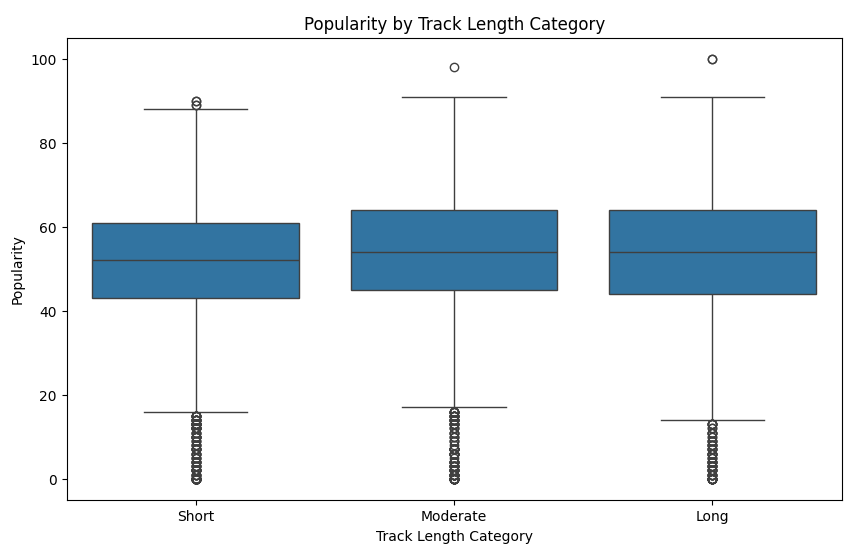 Popularity by Track Length Category
Popularity
100
80
60
40
20
0
Short Moderate Long
Track Length Category